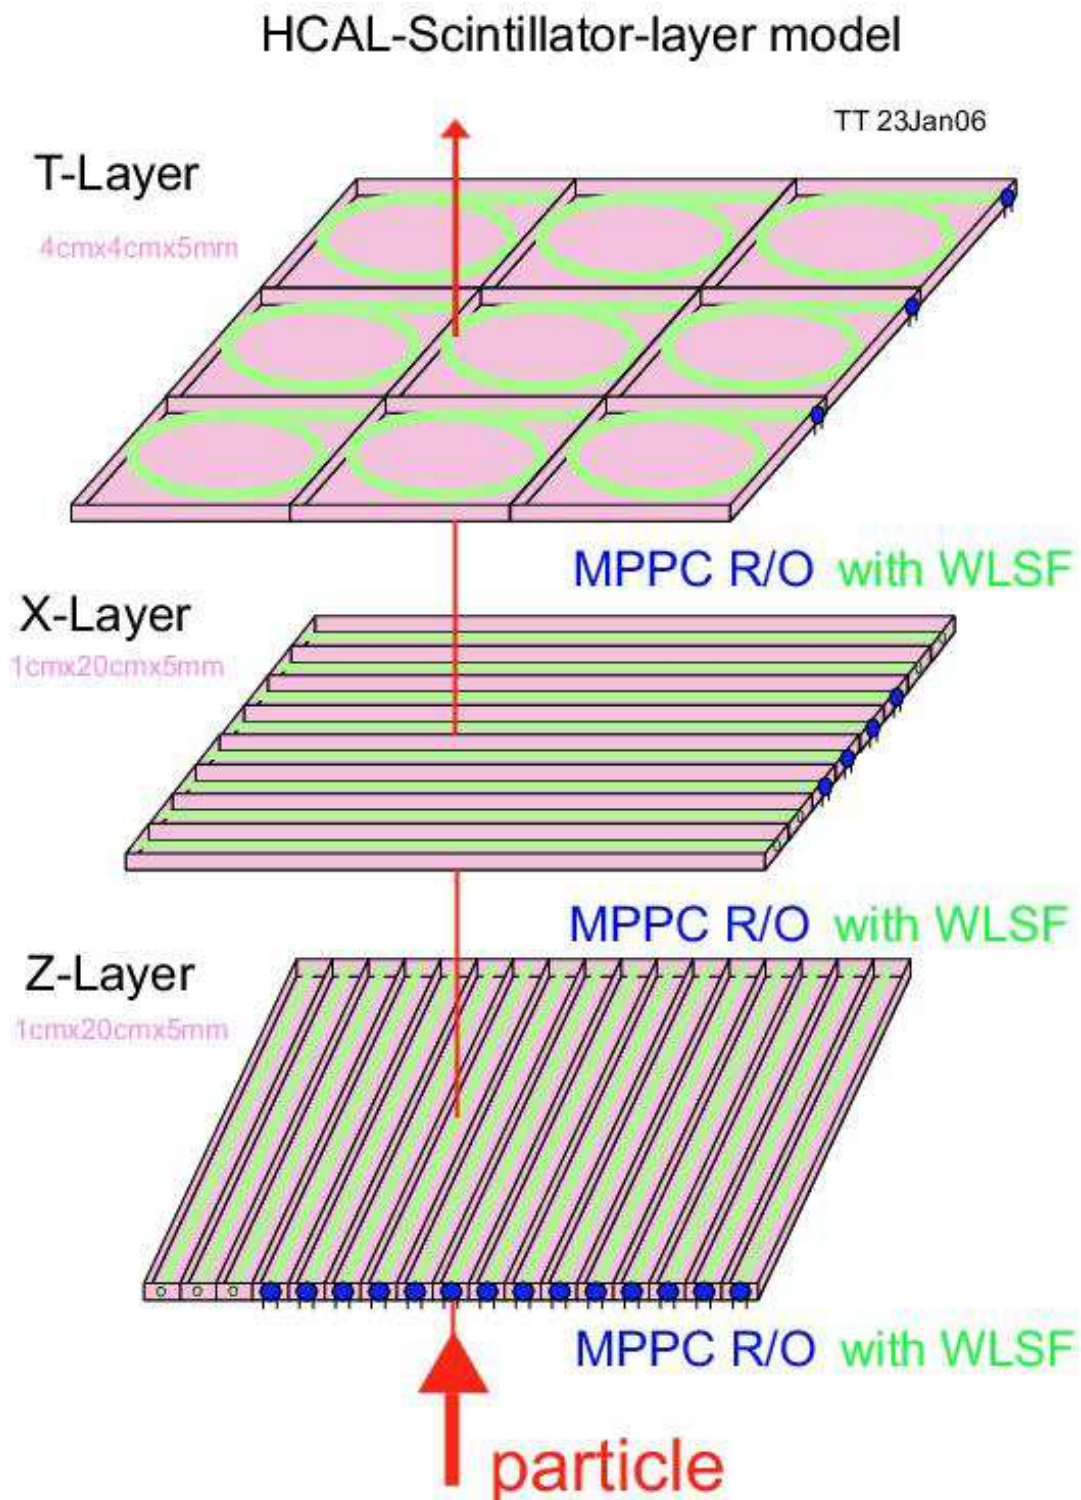 HCAL-Scintillator-layer model
TT 23Jan06
T-Layer
4cmx4cmx5mm
MPPC R/O with WLSF
X-Layer
1cmx20cmx5mm
MPPC R/O with WLSF
Z-Layer
1cmx20cmx5mm
MPPC R/O with WLSF
particle